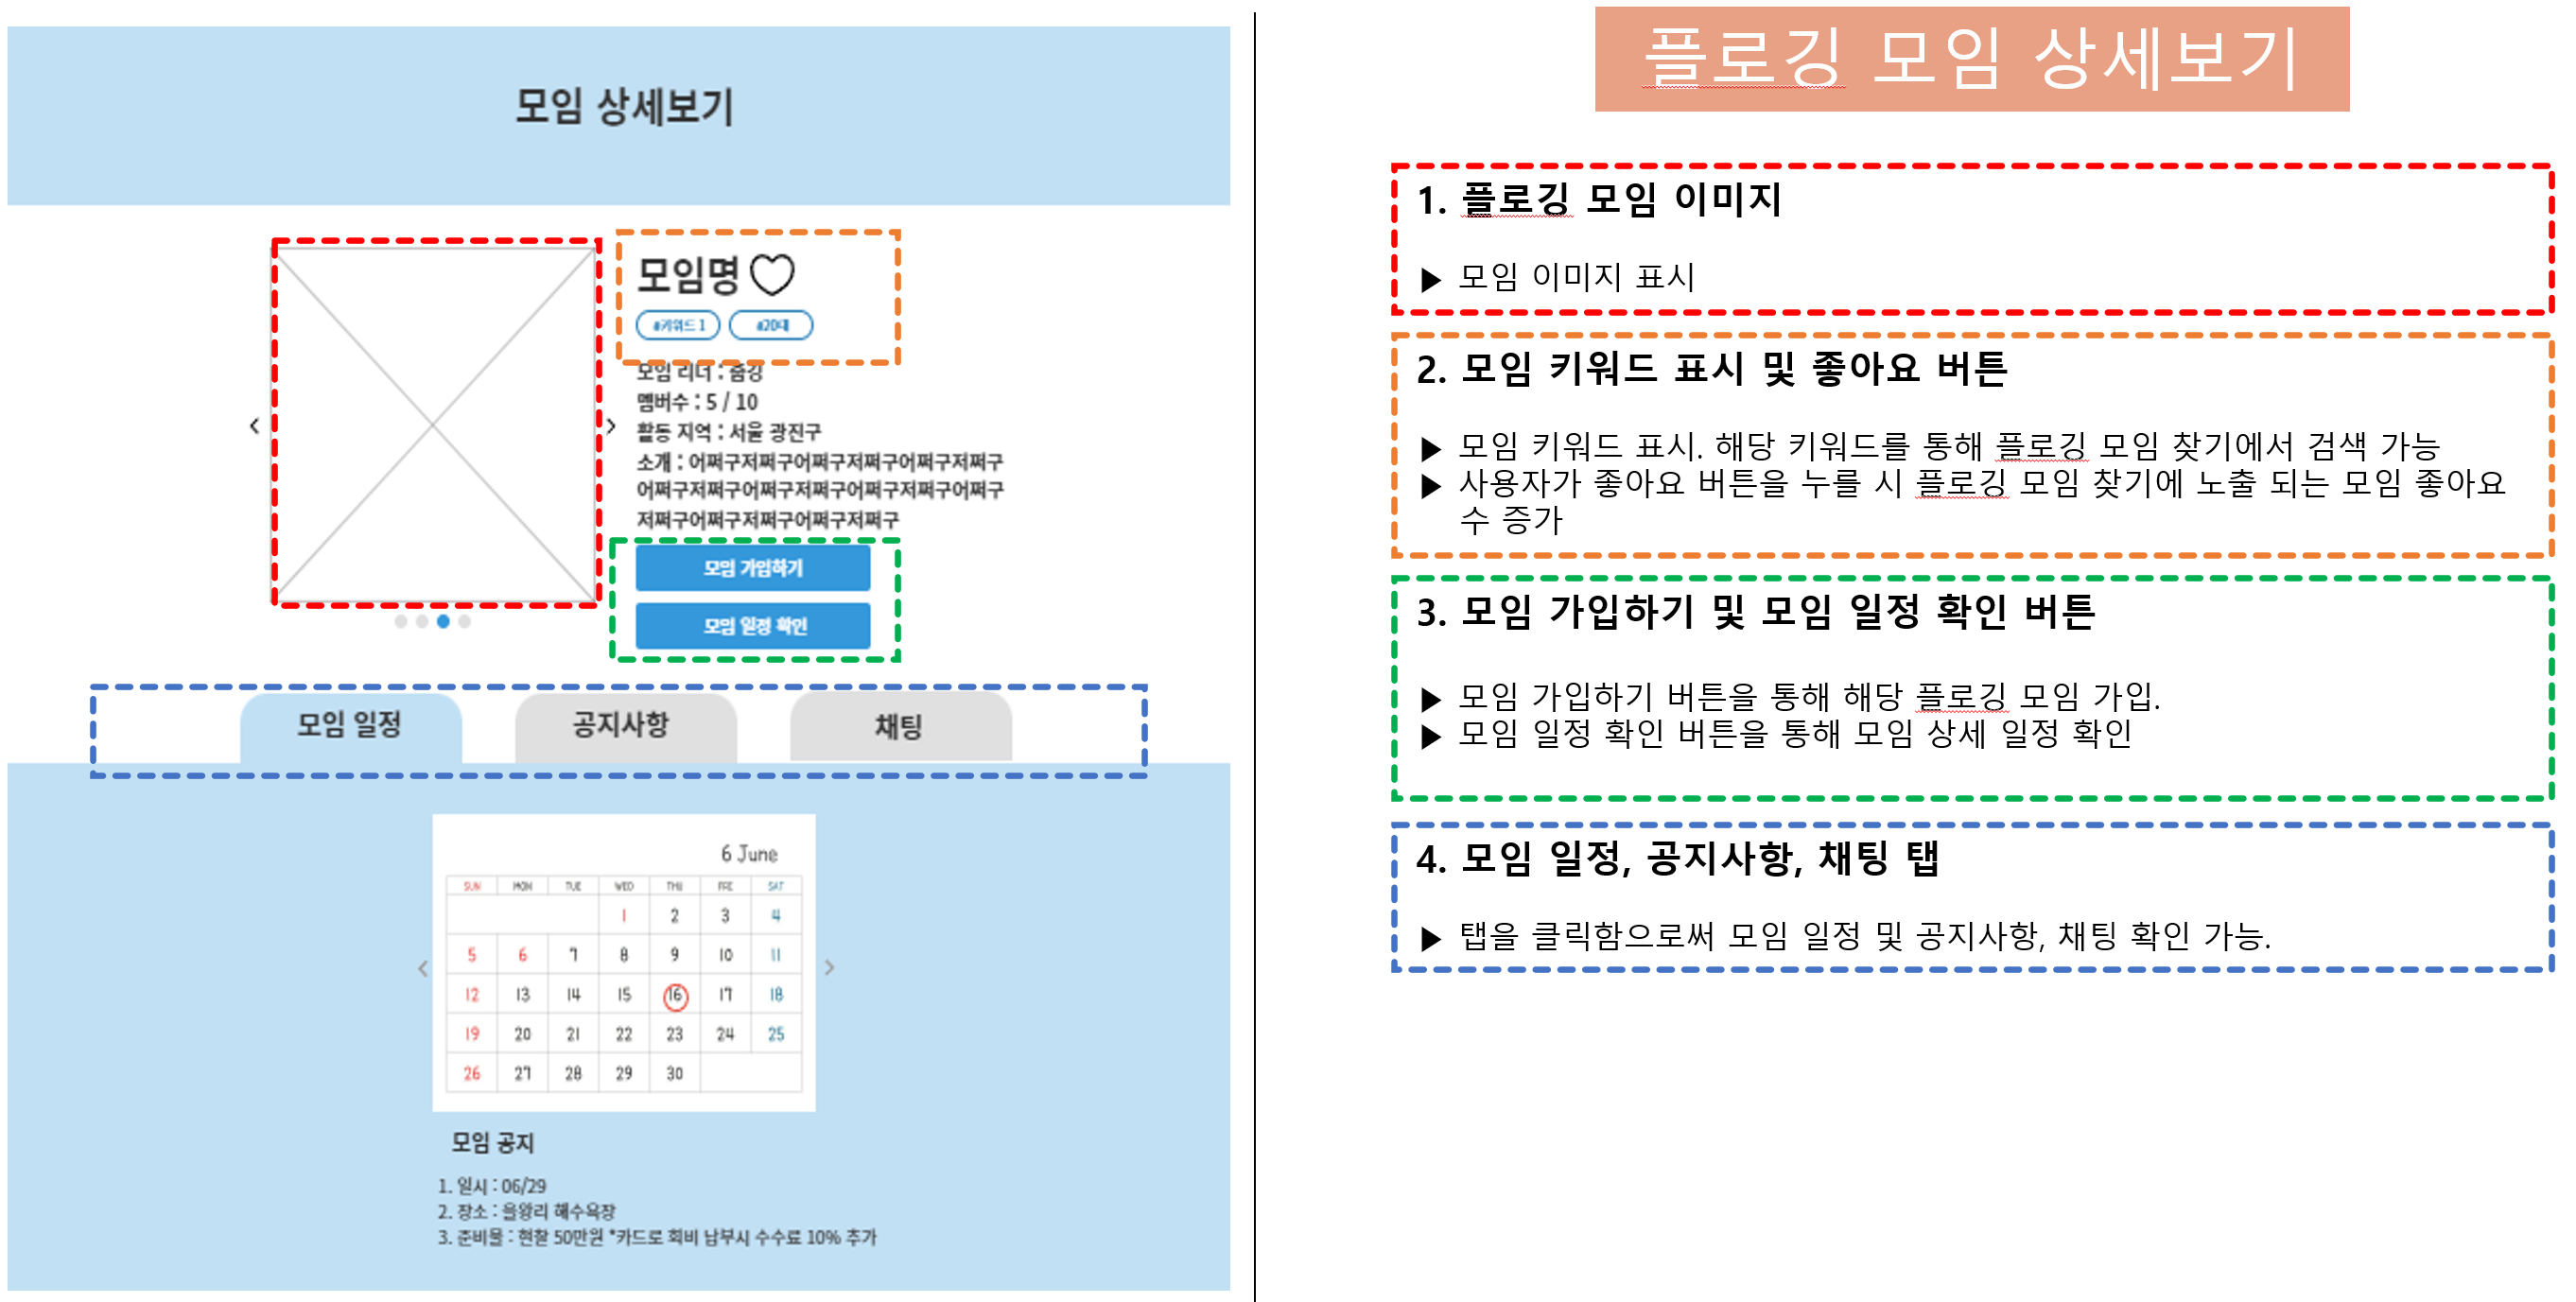 모임 상세보기
모임명
#키워드 1 #20대
모임 리더 : 줍깅
멤버수 : 5 / 10
활동 지역 : 서울 광진구
소개 : 어쩌구저쩌구어쩌구저쩌구어쩌구저쩌구
어쩌구저쩌구어쩌구저쩌구어쩌구저쩌구어쩌구
저쩌구어쩌구저쩌구어쩌구저쩌구
모임 가입하기
모임 일정 확인
모임 일정 공지사항 채팅
6 June
SUN MON TUE WED THU FRI SAT
1 2 3 4
5 6 7 8 9 10 11
12 13 14 15 16 17 18
19 20 21 22 23 24 25
26 27 28 29 30
모임 공지
1. 일시 : 06/29
2. 장소 : 을왕리 해수욕장
3. 준비물 : 현찰 50만원 *카드로 회비 납부시 수수료 10% 추가
플로깅 모임 상세보기
1. 플로깅 모임 이미지
▶ 모임 이미지 표시
2. 모임 키워드 표시 및 좋아요 버튼
▶ 모임 키워드 표시. 해당 키워드를 통해 플로깅 모임 찾기에서 검색 가능
▶ 사용자가 좋아요 버튼을 누를 시 플로깅 모임 찾기에 노출 되는 모임 좋아요
수 증가
3. 모임 가입하기 및 모임 일정 확인 버튼
▶ 모임 가입하기 버튼을 통해 해당 플로깅 모임 가입.
▶ 모임 일정 확인 버튼을 통해 모임 상세 일정 확인
4. 모임 일정, 공지사항, 채팅 탭
▶ 탭을 클릭함으로써 모임 일정 및 공지사항, 채팅 확인 가능.